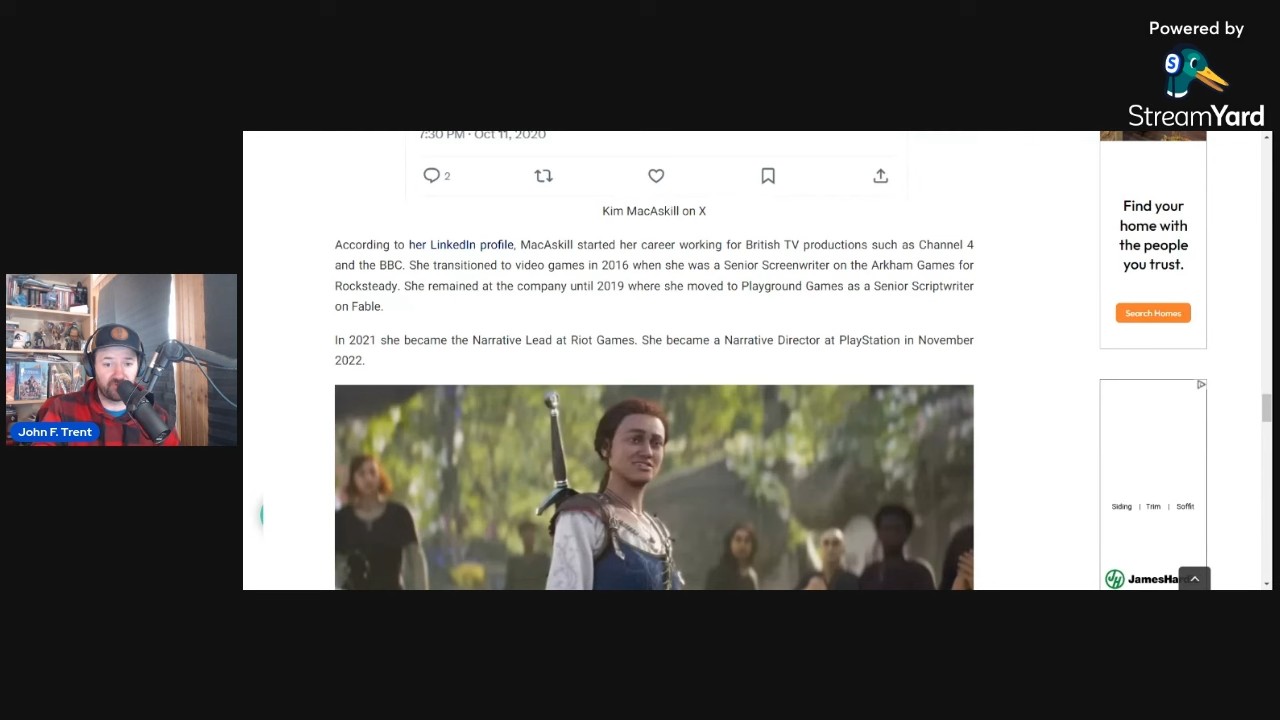 Powered by
S
StreamYard
7:30 PM · Oct 11, 2020
2
Kim MacAskill on X
According to her LinkedIn profile, MacAskill started her career working for British TV productions such as Channel 4
and the BBC. She transitioned to video games in 2016 when she was a Senior Screenwriter on the Arkham Games for
Rocksteady. She remained at the company until 2019 where she moved to Playground Games as a Senior Scriptwriter
on Fable.
In 2021 she became the Narrative Lead at Riot Games. She became a Narrative Director at PlayStation in November
2022.
Find your
home with
the people
you trust.
Search Homes
Siding | Trim | Soffit
JH JamesHar
John F. Trent